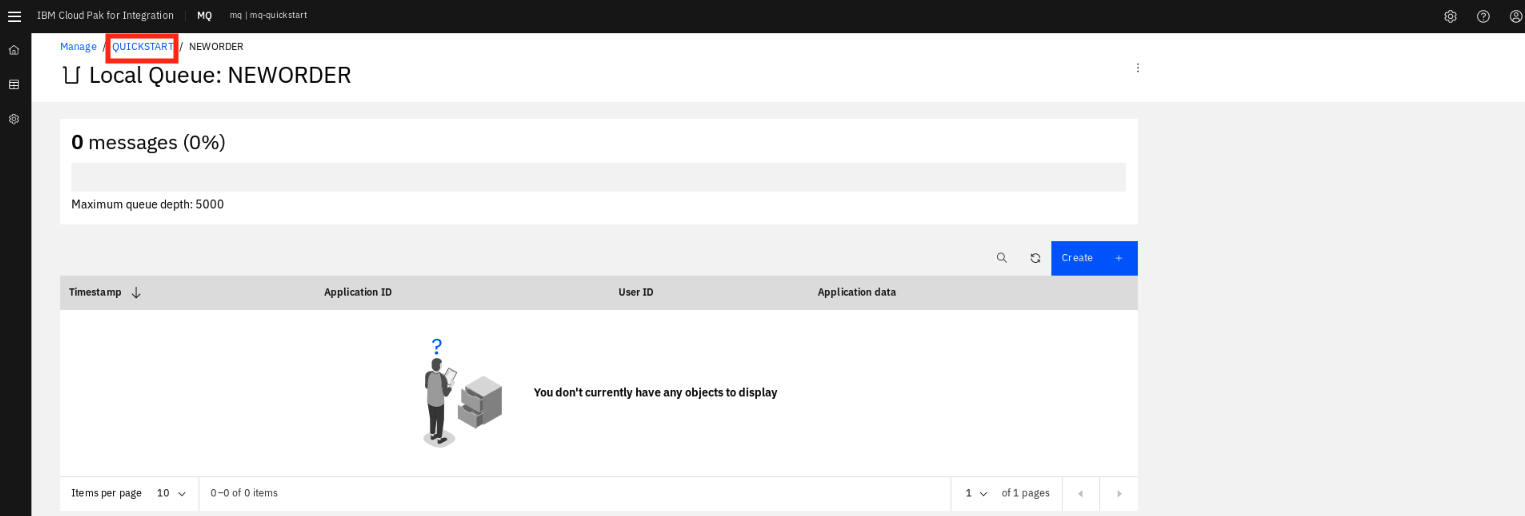 IBM Cloud Pak for Integration | MQ mq | mq-quickstart
Manage / QUICKSTART / NEWORDER
Local Queue: NEWORDER
0 messages (0%)
Maximum queue depth: 5000
Create +
Timestamp Application ID User ID Application data
?
You don't currently have any objects to display
Items per page 10 0–0 of 0 items 1 of 1 pages